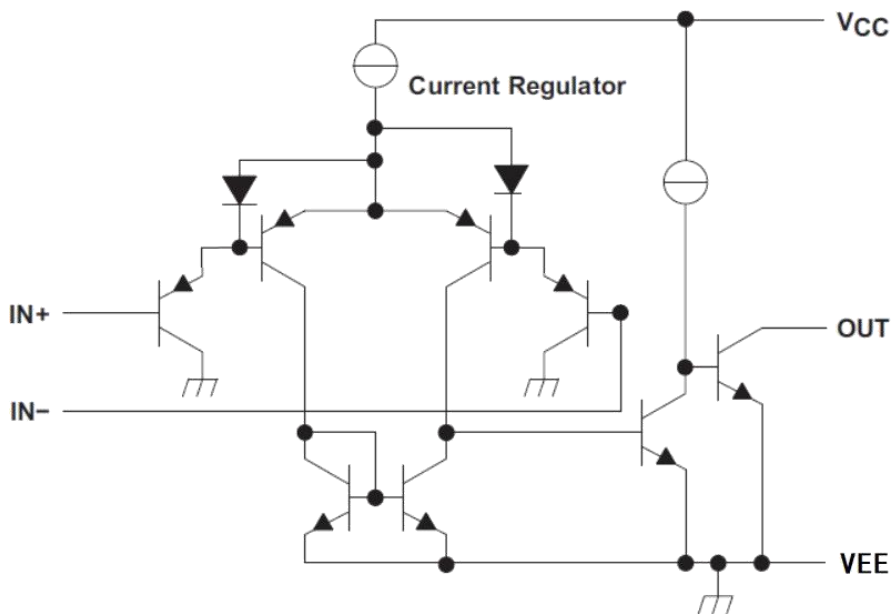 VCC
Current Regulator
IN+
OUT
IN−
VEE